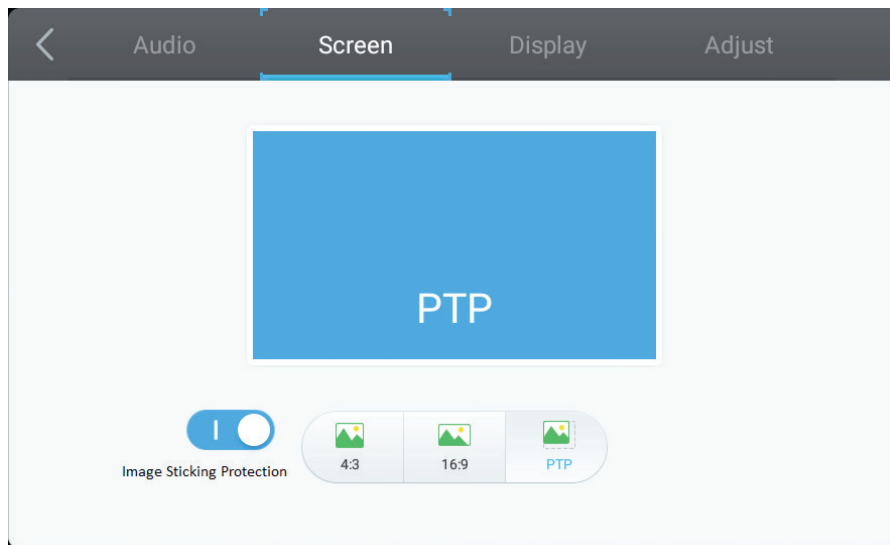 Audio Screen Display Adjust
PTP
Image Sticking Protection
4:3 16:9 PTP